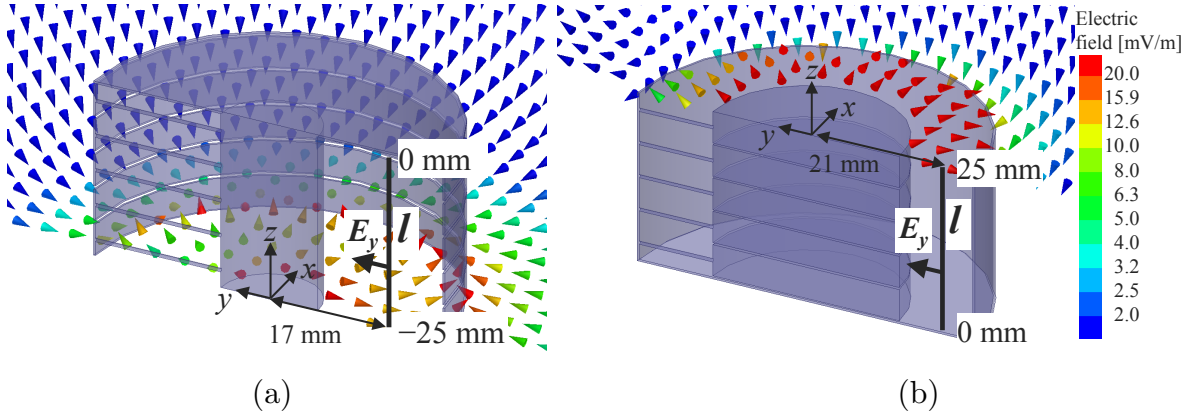 z
x
y
0 mm
E_y
l
17 mm
−25 mm
(a)
z
x
y
21 mm
25 mm
E_y
l
0 mm
(b)
Electric
field [mV/m]
20.0
15.9
12.6
10.0
8.0
6.3
5.0
4.0
3.2
2.5
2.0